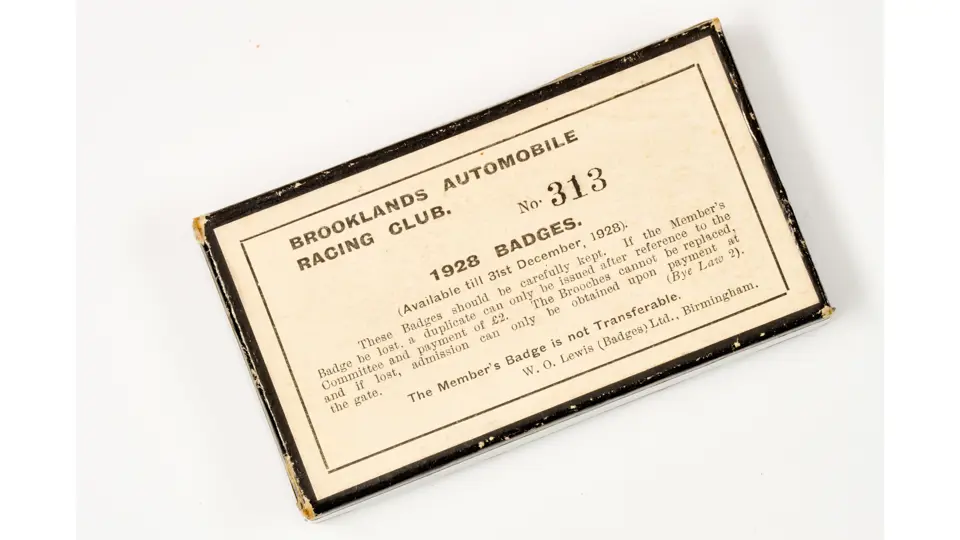 BROOKLANDS AUTOMOBILE
RACING CLUB.
No. 313
1928 BADGES.
(Available till 31st December, 1928).
These Badges should be carefully kept. If the Member's
Badge be lost, a duplicate can only be issued after reference to the
Committee and payment of £2. The Brooches cannot be replaced,
and if lost, admission can only be obtained upon payment at
the gate. (Bye Law 2).
The Member's Badge is not Transferable.
W. O. Lewis (Badges) Ltd., Birmingham.